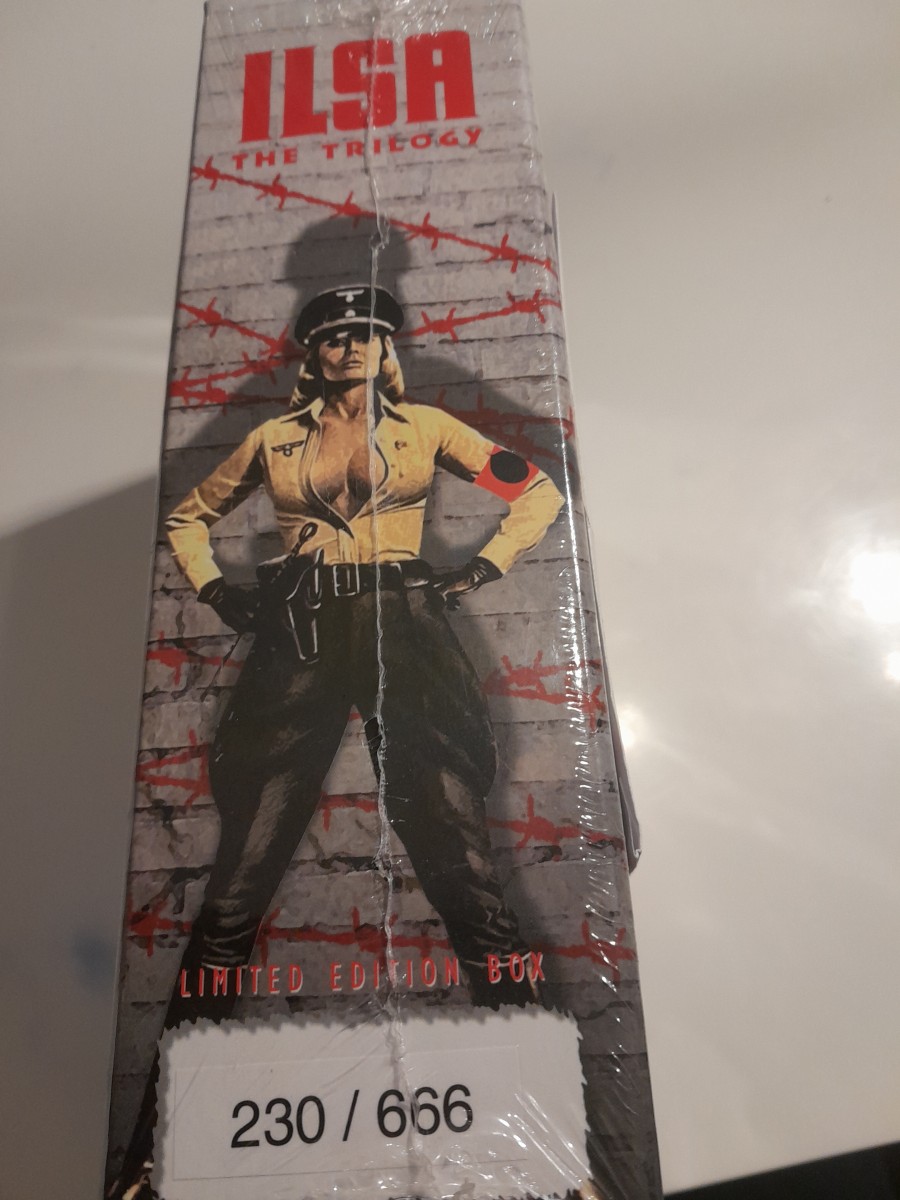 ILSA
THE TRILOGY
LIMITED EDITION BOX
230 / 666